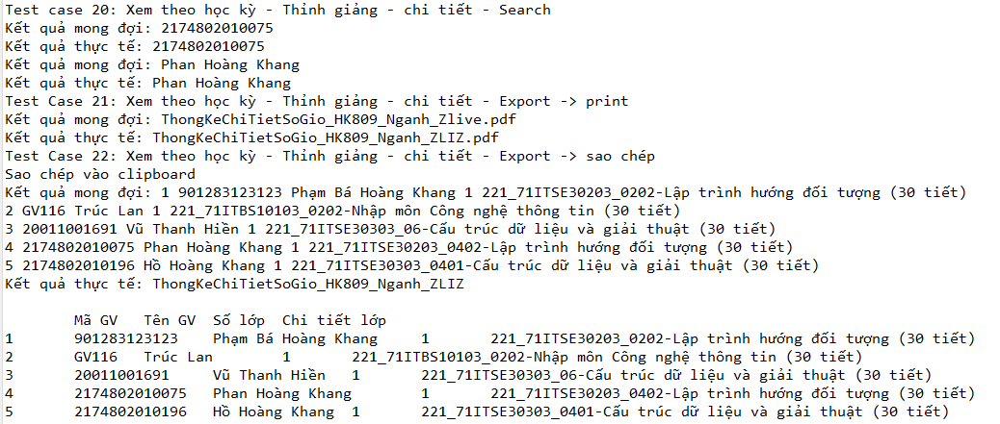 Test case 20: Xem theo học kỳ - Thỉnh giảng - chi tiết - Search
Kết quả mong đợi: 2174802010075
Kết quả thực tế: 2174802010075
Kết quả mong đợi: Phan Hoàng Khang
Kết quả thực tế: Phan Hoàng Khang
Test Case 21: Xem theo học kỳ - Thỉnh giảng - chi tiết - Export -> print
Kết quả mong đợi: ThongKeChiTietSoGio_HK809_Nganh_Zlive.pdf
Kết quả thực tế: ThongKeChiTietSoGio_HK809_Nganh_ZLIZ.pdf
Test Case 22: Xem theo học kỳ - Thỉnh giảng - chi tiết - Export -> sao chép
Sao chép vào clipboard
Kết quả mong đợi: 1 901283123123 Phạm Bá Hoàng Khang 1 221_71ITSE30203_0202-Lập trình hướng đối tượng (30 tiết)
2 GV116 Trúc Lan 1 221_71ITBS10103_0202-Nhập môn Công nghệ thông tin (30 tiết)
3 20011001691 Vũ Thanh Hiền 1 221_71ITSE30303_06-Cấu trúc dữ liệu và giải thuật (30 tiết)
4 2174802010075 Phan Hoàng Khang 1 221_71ITSE30203_0402-Lập trình hướng đối tượng (30 tiết)
5 2174802010196 Hồ Hoàng Khang 1 221_71ITSE30303_0401-Cấu trúc dữ liệu và giải thuật (30 tiết)
Kết quả thực tế: ThongKeChiTietSoGio_HK809_Nganh_ZLIZ
Mã GV Tên GV Số lớp Chi tiết lớp
1 901283123123 Phạm Bá Hoàng Khang 1 221_71ITSE30203_0202-Lập trình hướng đối tượng (30 tiết)
2 GV116 Trúc Lan 1 221_71ITBS10103_0202-Nhập môn Công nghệ thông tin (30 tiết)
3 20011001691 Vũ Thanh Hiền 1 221_71ITSE30303_06-Cấu trúc dữ liệu và giải thuật (30 tiết)
4 2174802010075 Phan Hoàng Khang 1 221_71ITSE30203_0402-Lập trình hướng đối tượng (30 tiết)
5 2174802010196 Hồ Hoàng Khang 1 221_71ITSE30303_0401-Cấu trúc dữ liệu và giải thuật (30 tiết)